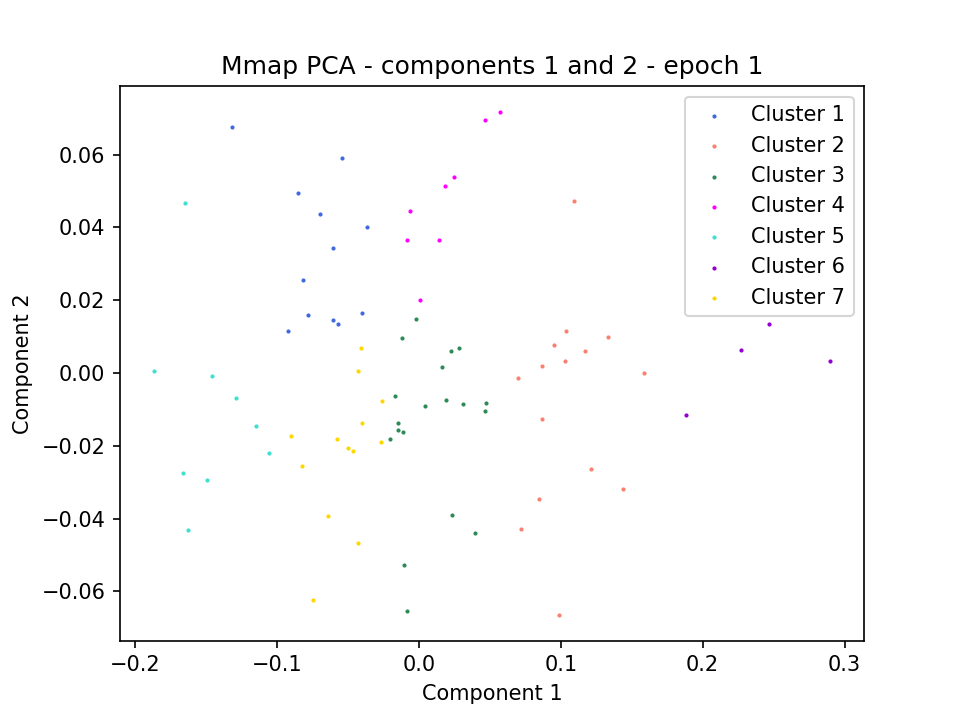 Mmap PCA - components 1 and 2 - epoch 1
Cluster 1
Cluster 2
Cluster 3
Cluster 4
Cluster 5
Cluster 6
Cluster 7
Component 2
0.06
0.04
0.02
0.00
−0.02
−0.04
−0.06
−0.2
−0.1
0.0
0.1
0.2
0.3
Component 1